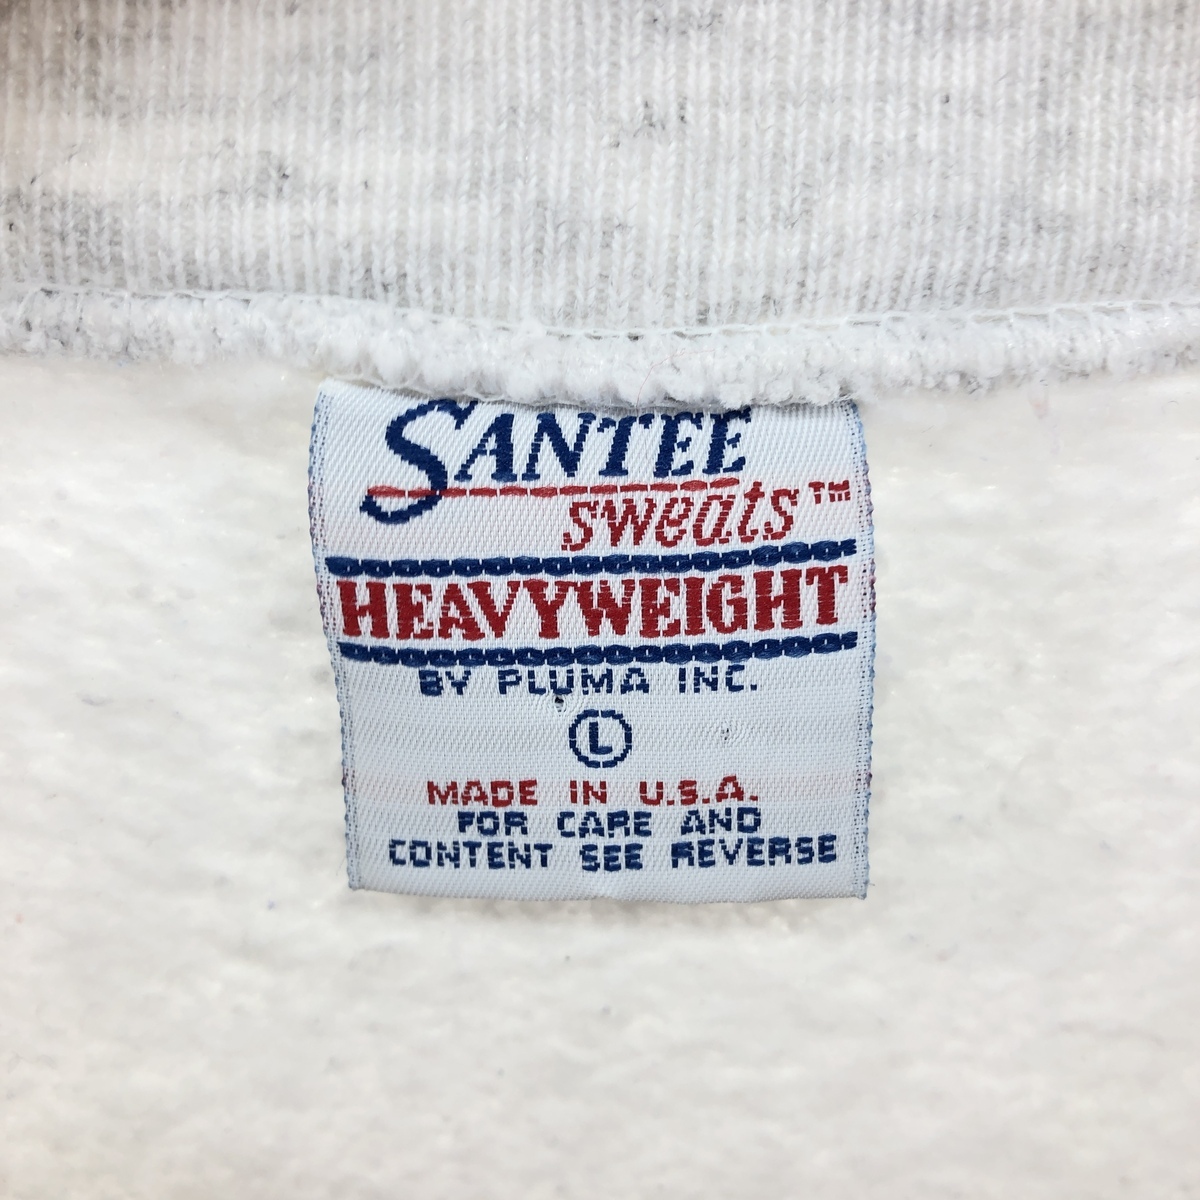 SANTEE
sweats™
HEAVYWEIGHT
BY PLUMA INC.
L
MADE IN U.S.A.
FOR CARE AND
CONTENT SEE REVERSE